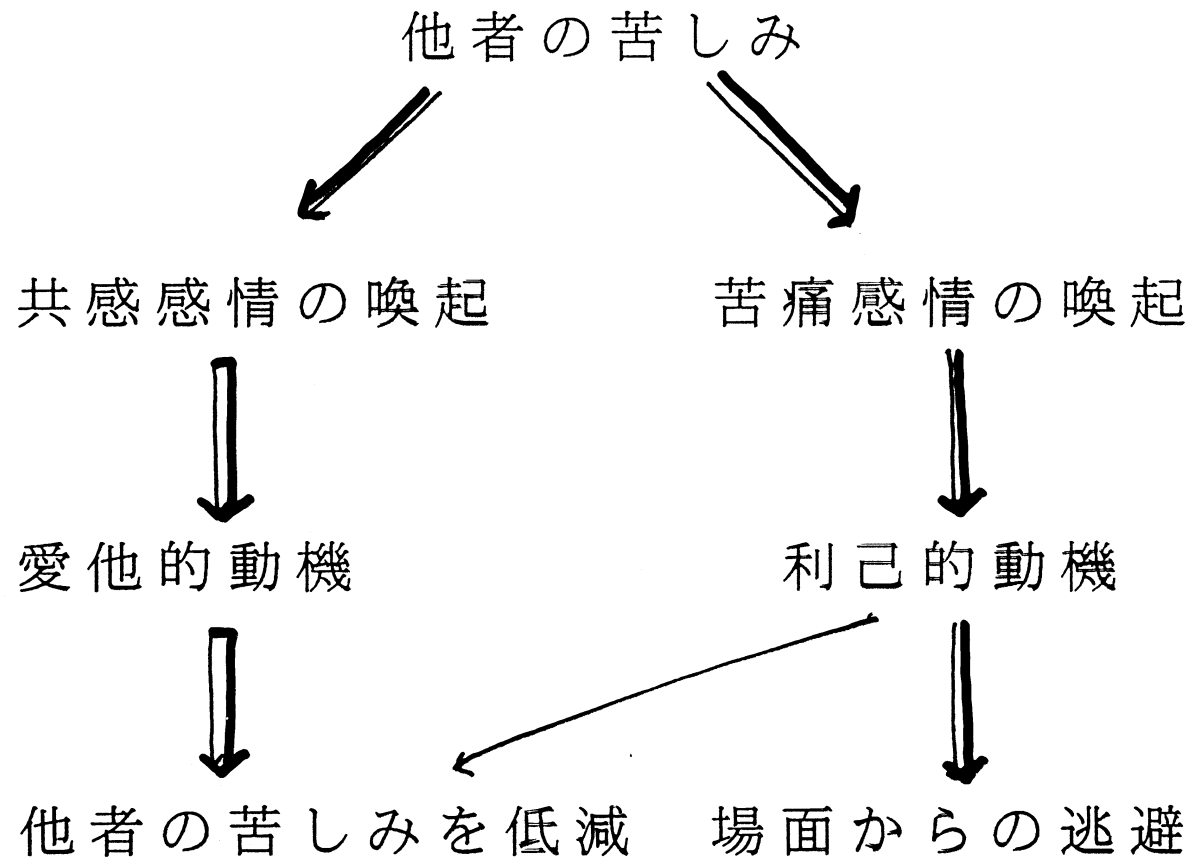 他者の苦しみ
共感感情の喚起
苦痛感情の喚起
愛他的動機
利己的動機
他者の苦しみを低減
場面からの逃避